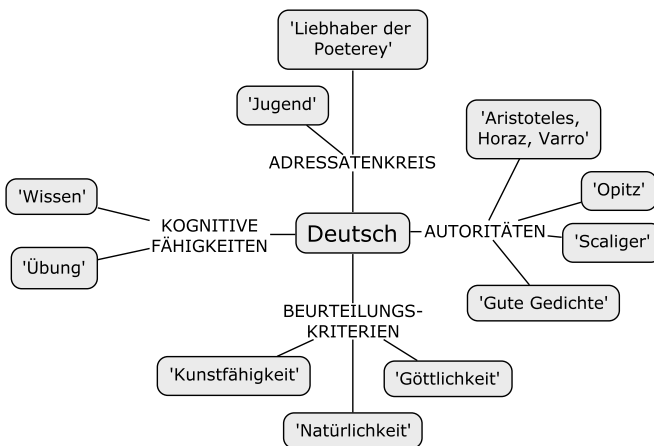 'Liebhaber der
Poeterey'
'Jugend'
ADRESSATENKREIS
'Aristoteles,
Horaz, Varro'
'Opitz'
'Scaliger'
'Gute Gedichte'
AUTORITÄTEN
Deutsch
KOGNITIVE
FÄHIGKEITEN
'Wissen'
'Übung'
BEURTEILUNGS-
KRITERIEN
'Kunstfähigkeit'
'Göttlichkeit'
'Natürlichkeit'